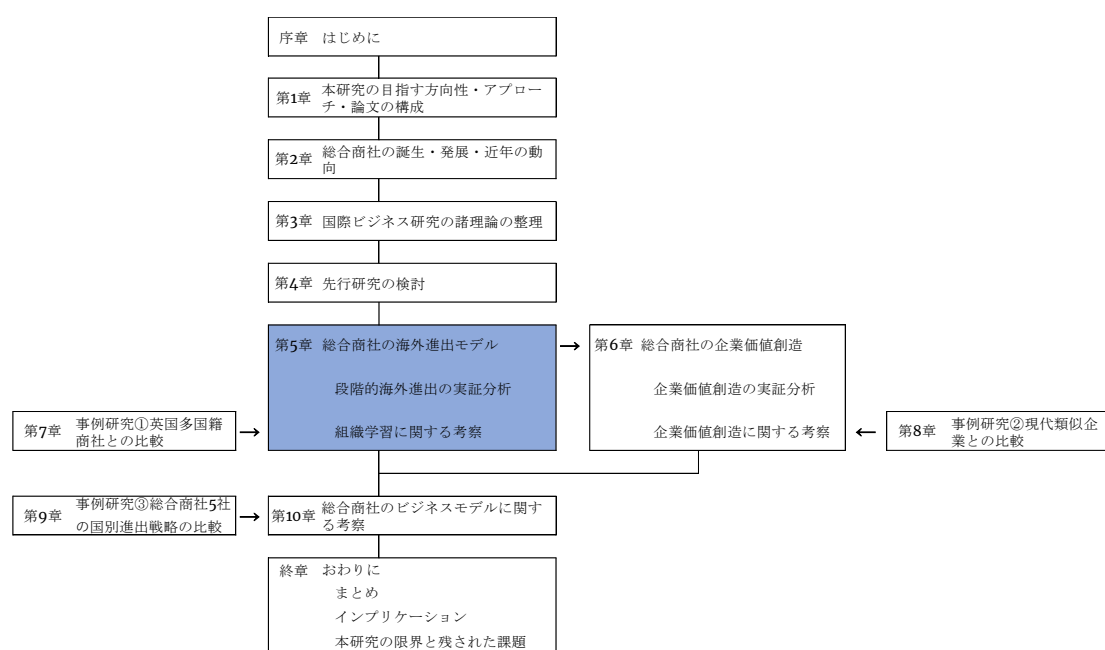 序章 はじめに
第1章 本研究の目指す方向性・アプロー
チ・論文の構成
第2章 総合商社の誕生・発展・近年の動
向
第3章 国際ビジネス研究の諸理論の整理
第4章 先行研究の検討
第5章 総合商社の海外進出モデル
段階的海外進出の実証分析
組織学習に関する考察
第6章 総合商社の企業価値創造
企業価値創造の実証分析
企業価値創造に関する考察
第7章 事例研究①英国多国籍
商社との比較
第8章 事例研究②現代類似企
業との比較
第9章 事例研究③総合商社5社
の国別進出戦略の比較
第10章 総合商社のビジネスモデルに関す
る考察
終章 おわりに
まとめ
インプリケーション
本研究の限界と残された課題